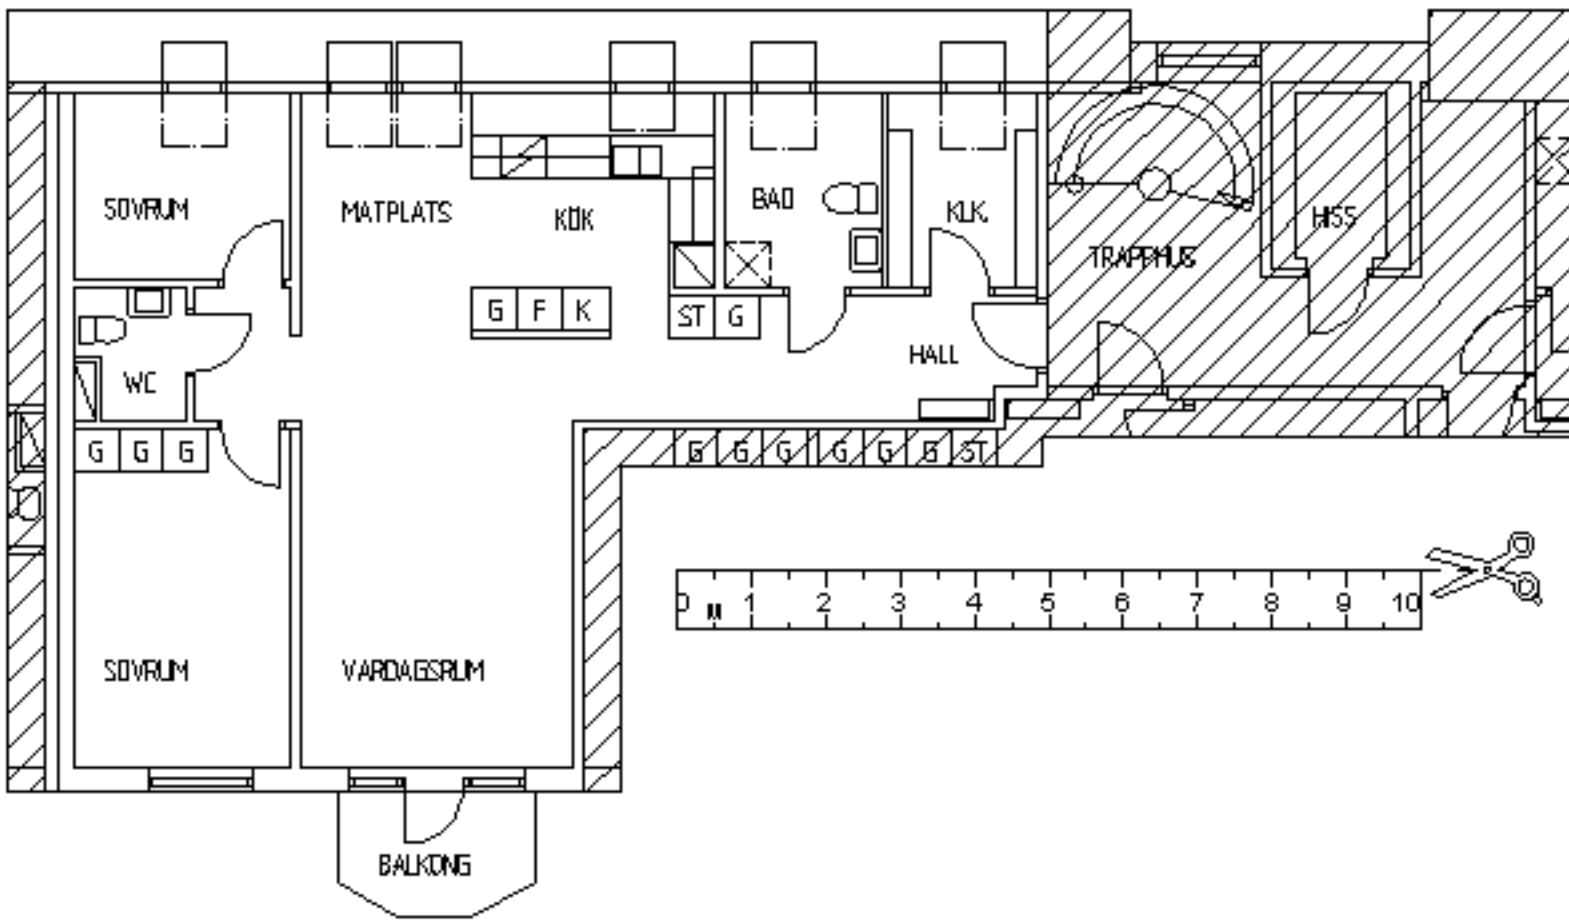 SOVRUM
MATPLATS
KÖK
BAD
KLK.
HISS
TRAPPHUS
G F K
ST G
HALL
WC
G G G
G G G G G G ST
0 M 1 2 3 4 5 6 7 8 9 10
SOVRUM
VARDAGSRUM
BALKONG